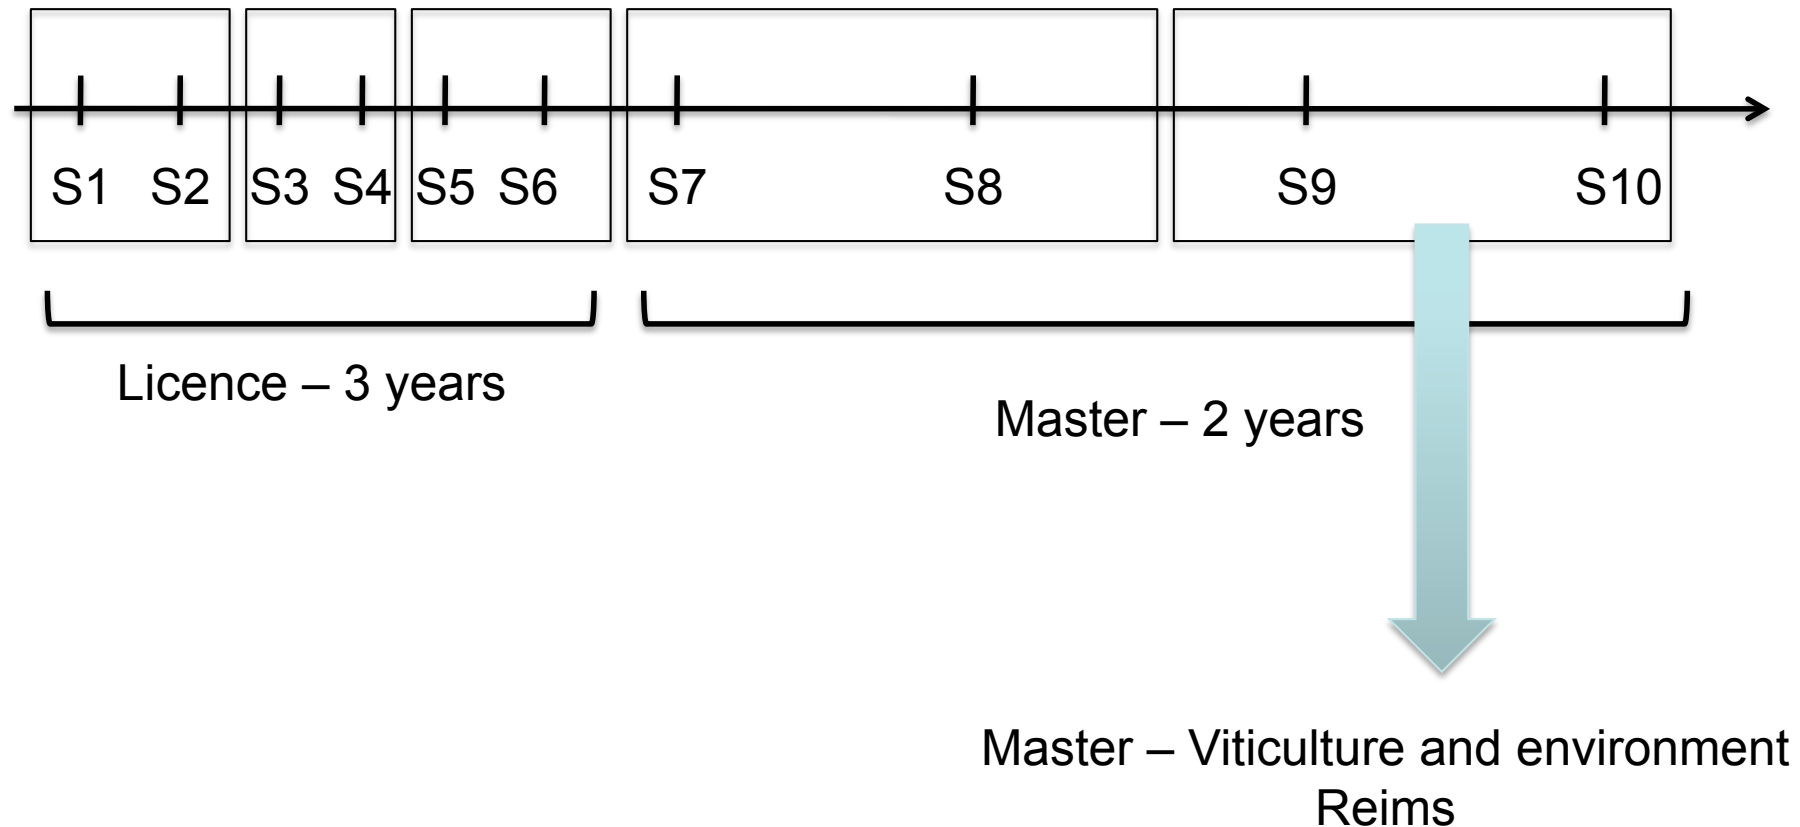 S1 S2 S3 S4 S5 S6 S7 S8 S9 S10
Licence – 3 years
Master – 2 years
Master – Viticulture and environment
Reims